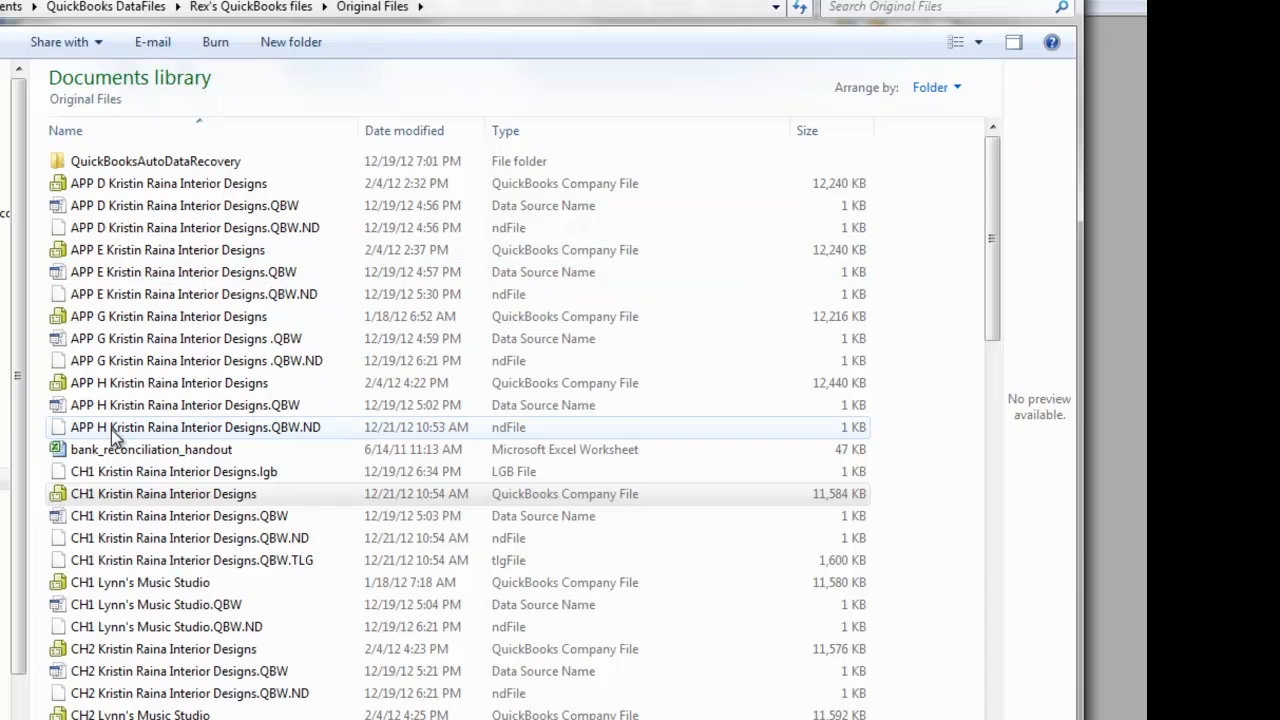 ents ▸ QuickBooks DataFiles ▸ Rex's QuickBooks files ▸ Original Files ▸ Search Original Files
Share with E-mail Burn New folder
Documents library
Original Files
Arrange by: Folder
Name Date modified Type Size
QuickBooksAutoDataRecovery 12/19/12 7:01 PM File folder
APP D Kristin Raina Interior Designs 2/4/12 2:32 PM QuickBooks Company File 12,240 KB
APP D Kristin Raina Interior Designs.QBW 12/19/12 4:56 PM Data Source Name 1 KB
APP D Kristin Raina Interior Designs.QBW.ND 12/19/12 4:56 PM ndFile 1 KB
APP E Kristin Raina Interior Designs 2/4/12 2:37 PM QuickBooks Company File 12,240 KB
APP E Kristin Raina Interior Designs.QBW 12/19/12 4:57 PM Data Source Name 1 KB
APP E Kristin Raina Interior Designs.QBW.ND 12/19/12 5:30 PM ndFile 1 KB
APP G Kristin Raina Interior Designs 1/18/12 6:52 AM QuickBooks Company File 12,216 KB
APP G Kristin Raina Interior Designs .QBW 12/19/12 4:59 PM Data Source Name 1 KB
APP G Kristin Raina Interior Designs .QBW.ND 12/19/12 6:21 PM ndFile 1 KB
APP H Kristin Raina Interior Designs 2/4/12 4:22 PM QuickBooks Company File 12,440 KB
APP H Kristin Raina Interior Designs.QBW 12/19/12 5:02 PM Data Source Name 1 KB
APP H Kristin Raina Interior Designs.QBW.ND 12/21/12 10:53 AM ndFile 1 KB
bank_reconciliation_handout 6/14/11 11:13 AM Microsoft Excel Worksheet 47 KB
CH1 Kristin Raina Interior Designs.lgb 12/19/12 6:34 PM LGB File 1 KB
CH1 Kristin Raina Interior Designs 12/21/12 10:54 AM QuickBooks Company File 11,584 KB
CH1 Kristin Raina Interior Designs.QBW 12/19/12 5:03 PM Data Source Name 1 KB
CH1 Kristin Raina Interior Designs.QBW.ND 12/21/12 10:54 AM ndFile 1 KB
CH1 Kristin Raina Interior Designs.QBW.TLG 12/21/12 10:54 AM tlgFile 1,600 KB
CH1 Lynn's Music Studio 1/18/12 7:18 AM QuickBooks Company File 11,580 KB
CH1 Lynn's Music Studio.QBW 12/19/12 5:04 PM Data Source Name 1 KB
CH1 Lynn's Music Studio.QBW.ND 12/19/12 6:21 PM ndFile 1 KB
CH2 Kristin Raina Interior Designs 2/4/12 4:23 PM QuickBooks Company File 11,576 KB
CH2 Kristin Raina Interior Designs.QBW 12/19/12 5:21 PM Data Source Name 1 KB
CH2 Kristin Raina Interior Designs.QBW.ND 12/19/12 6:21 PM ndFile 1 KB
CH2 Lynn's Music Studio 2/4/12 4:25 PM QuickBooks Company File 11,592 KB
No preview
available.